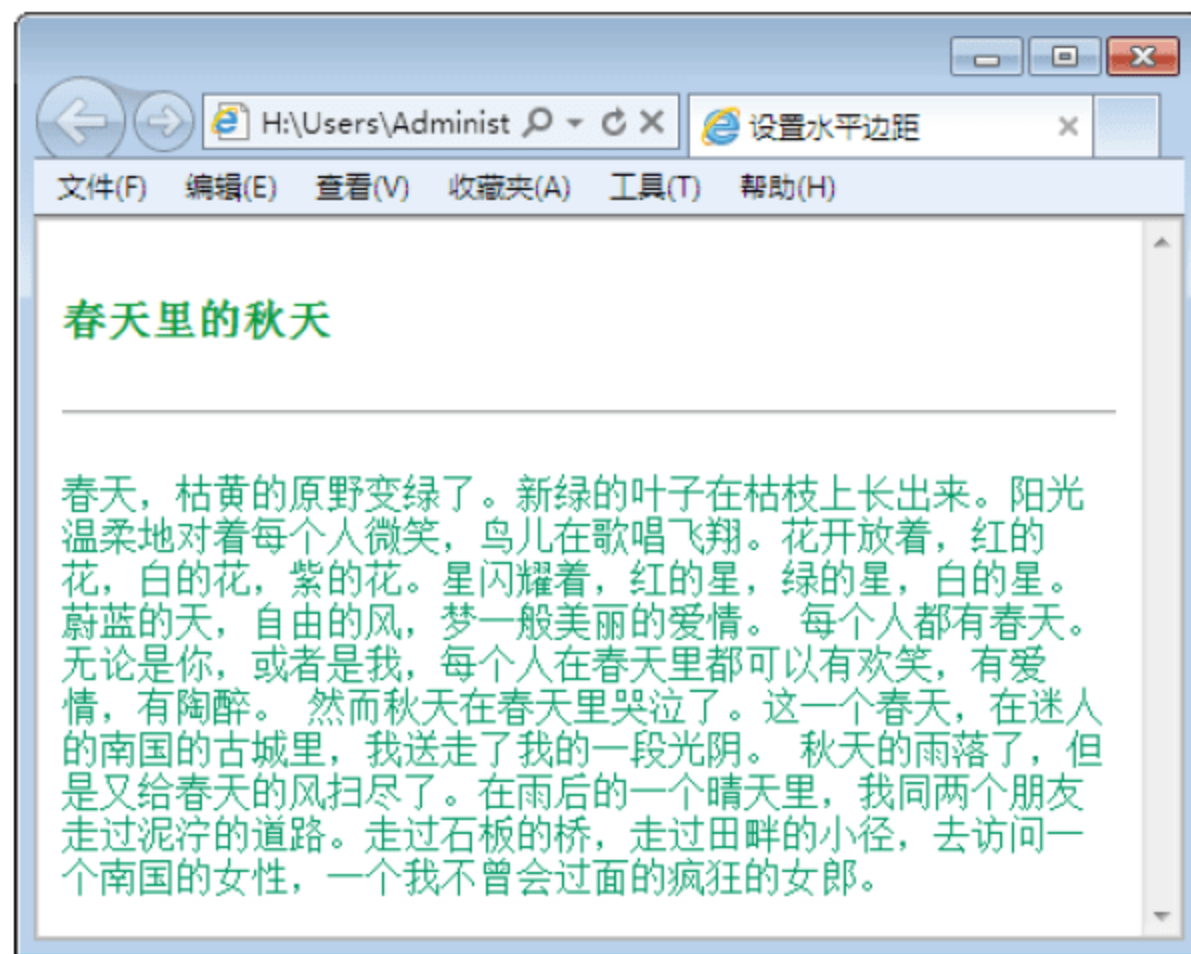 H:\Users\Administ
设置水平边距
文件(F) 编辑(E) 查看(V) 收藏夹(A) 工具(T) 帮助(H)
春天里的秋天
春天，枯黄的原野变绿了。新绿的叶子在枯枝上长出来。阳光
温柔地对着每个人微笑，鸟儿在歌唱飞翔。花开放着，红的
花，白的花，紫的花。星闪耀着，红的星，绿的星，白的星。
蔚蓝的天，自由的风，梦一般美丽的爱情。 每个人都有春天。
无论是你，或者是我，每个人在春天里都可以有欢笑，有爱
情，有陶醉。 然而秋天在春天里哭泣了。这一个春天，在迷人
的南国的古城里，我送走了我的一段光阴。 秋天的雨落了，但
是又给春天的风扫尽了。在雨后的一个晴天里，我同两个朋友
走过泥泞的道路。走过石板的桥，走过田畔的小径，去访问一
个南国的女性，一个我不曾会过面的疯狂的女郎。